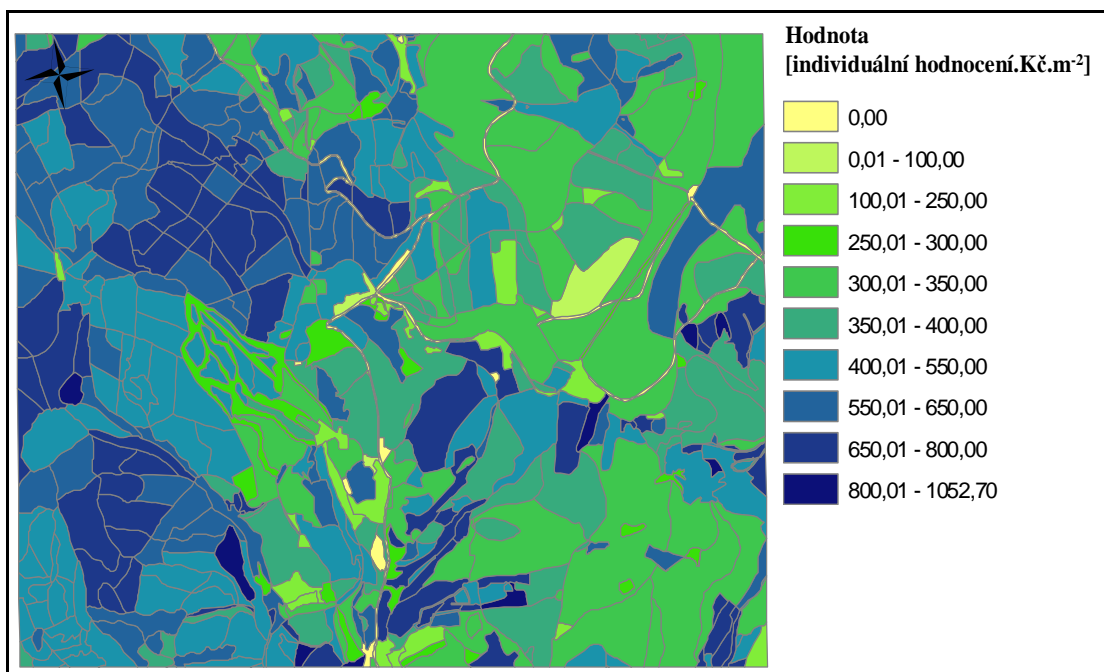 Hodnota
[individuální hodnocení.Kč.m-2]
0,00
0,01 - 100,00
100,01 - 250,00
250,01 - 300,00
300,01 - 350,00
350,01 - 400,00
400,01 - 550,00
550,01 - 650,00
650,01 - 800,00
800,01 - 1052,70